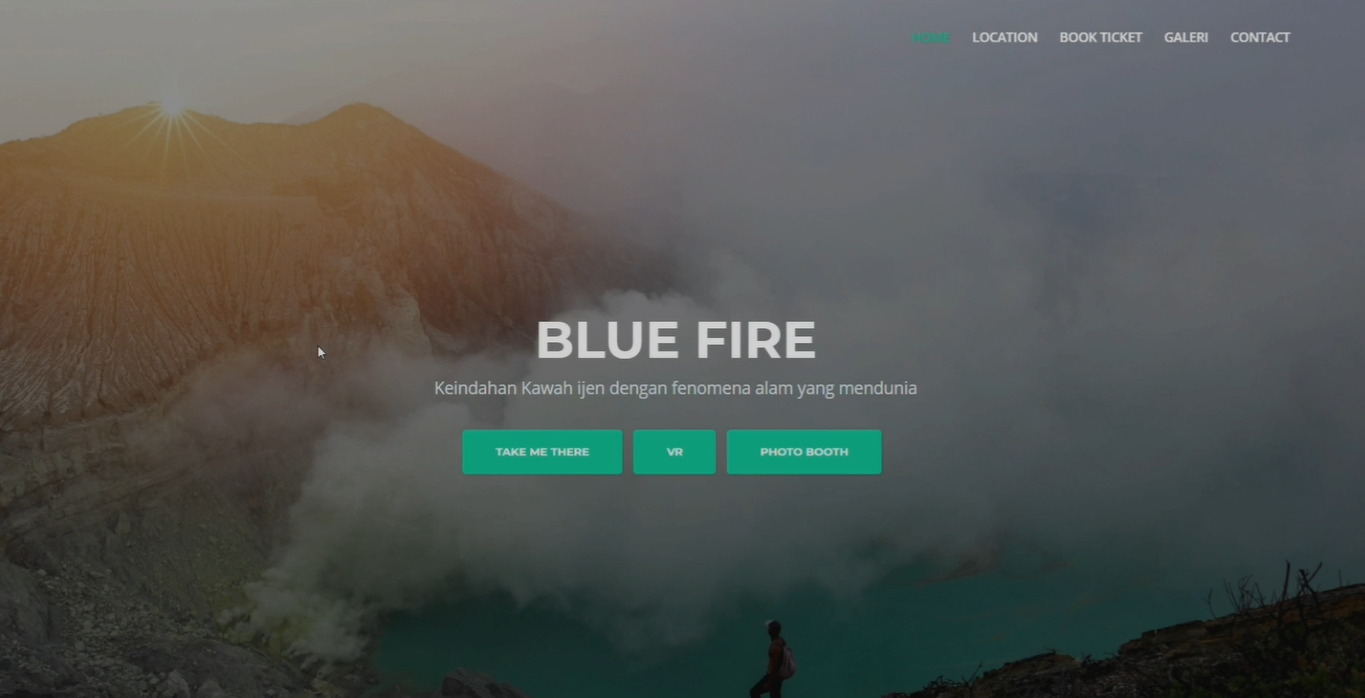 HOME LOCATION BOOK TICKET GALERI CONTACT
BLUE FIRE
Keindahan Kawah ijen dengan fenomena alam yang mendunia
TAKE ME THERE VR PHOTO BOOTH